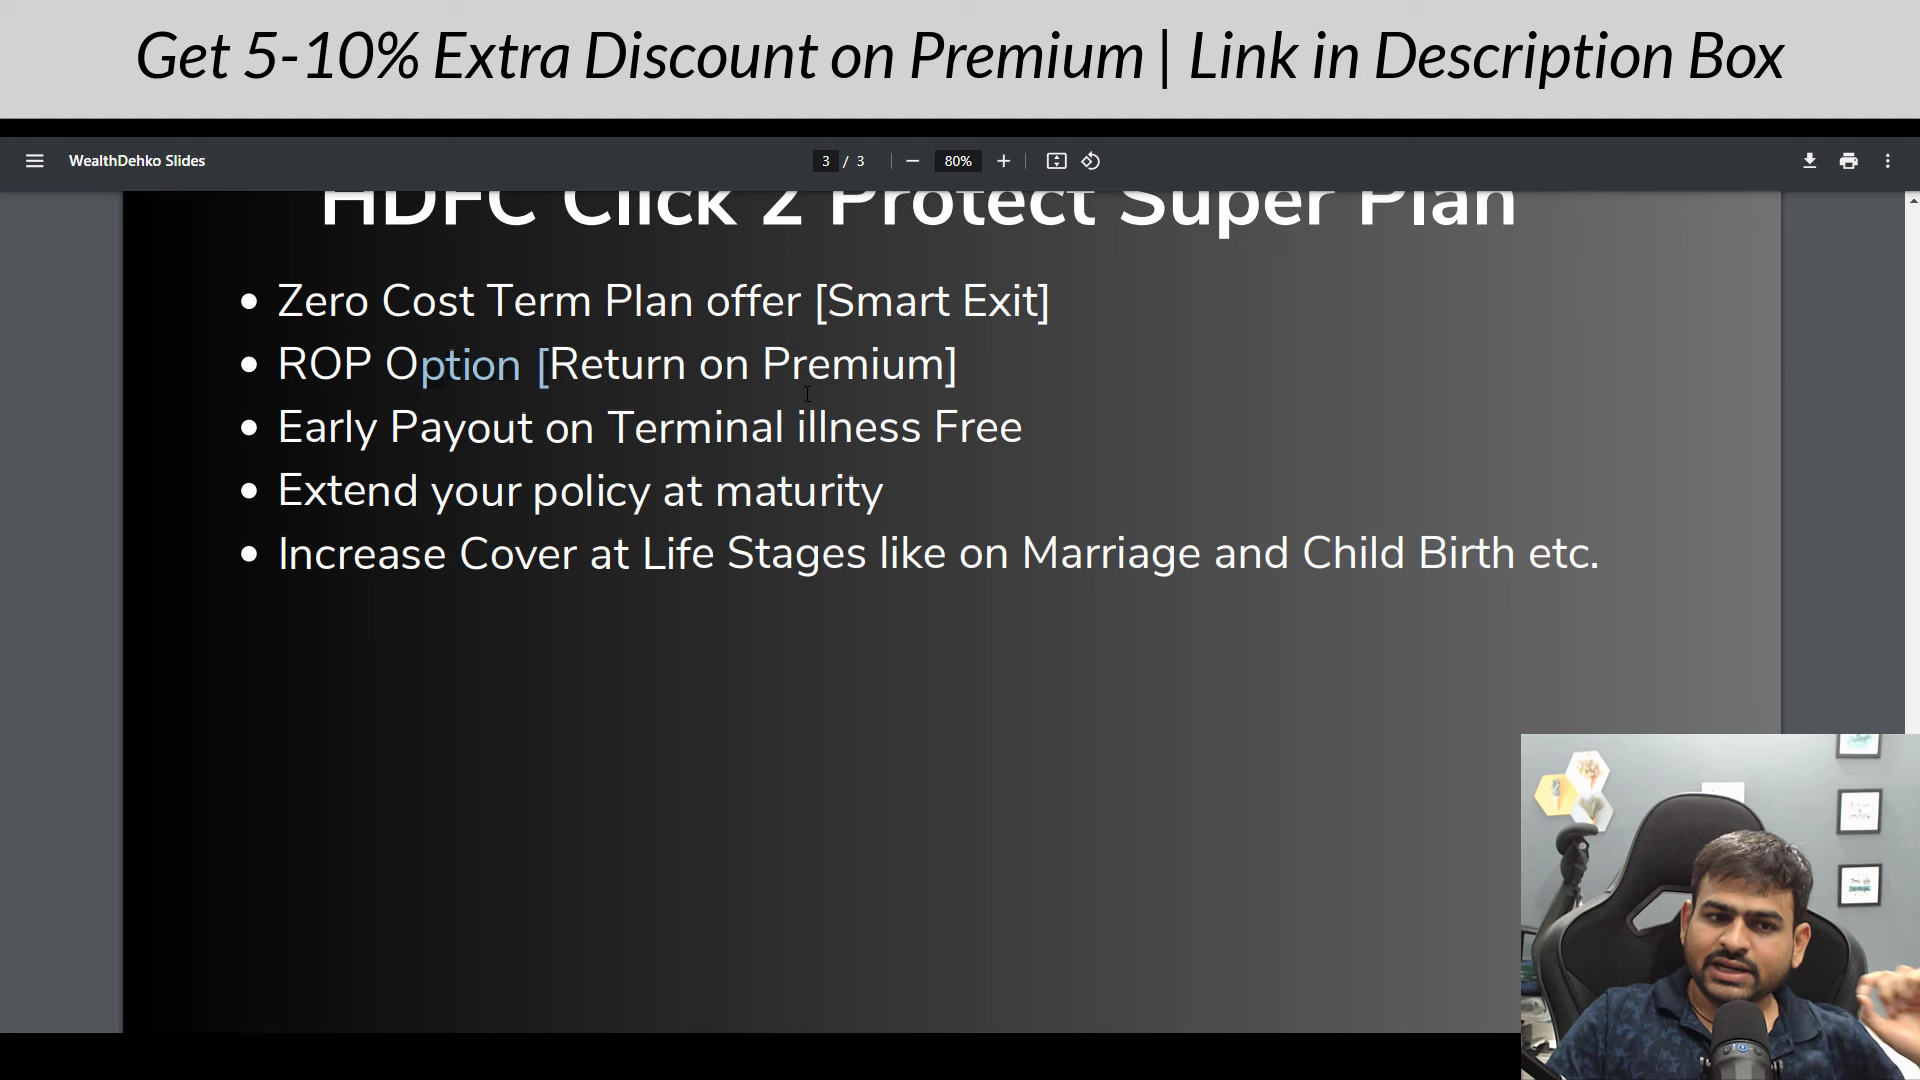 Get 5-10% Extra Discount on Premium | Link in Description Box
WealthDehko Slides
3 / 3
80%
HDFC Click 2 Protect Super Plan
• Zero Cost Term Plan offer [Smart Exit]
• ROP Option [Return on Premium]
• Early Payout on Terminal illness Free
• Extend your policy at maturity
• Increase Cover at Life Stages like on Marriage and Child Birth etc.